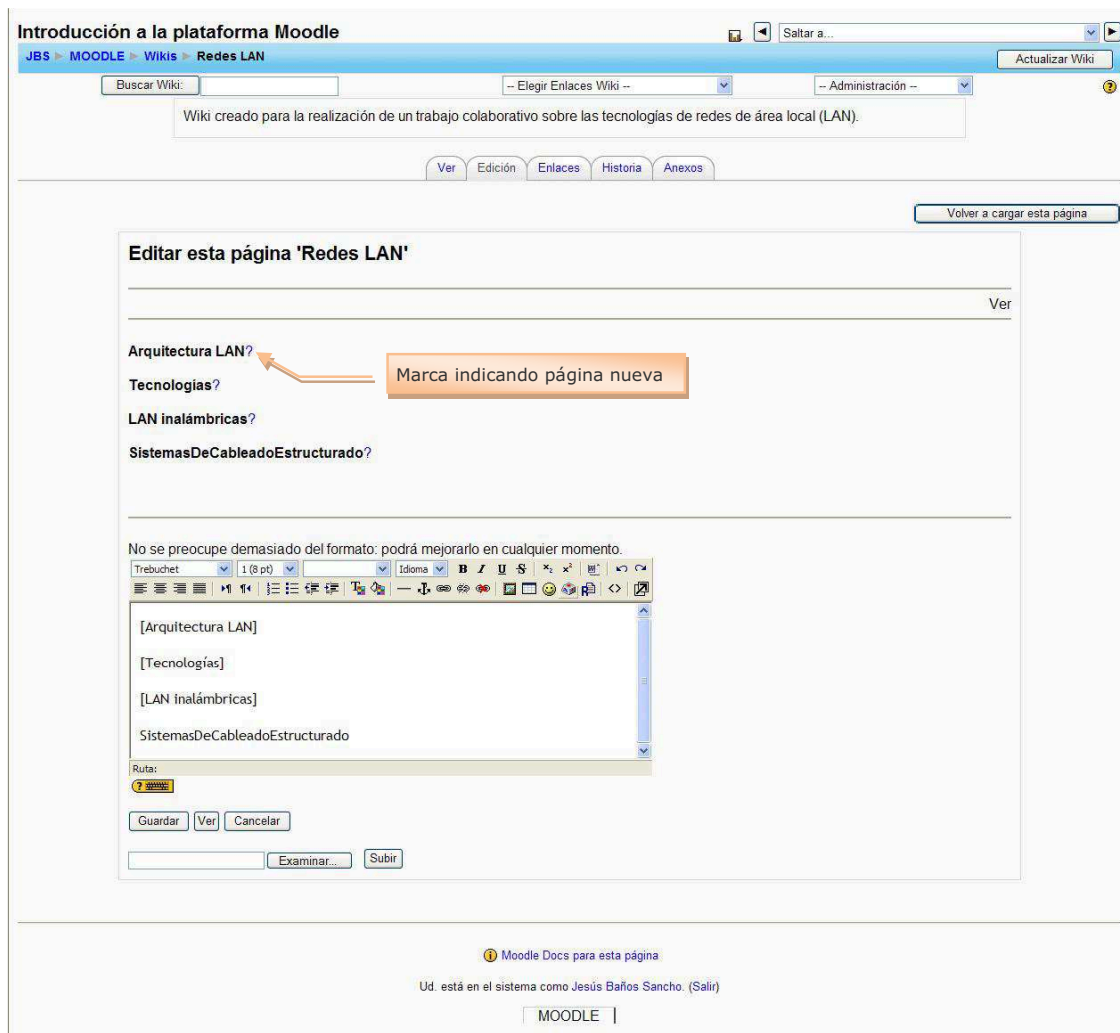 Introducción a la plataforma Moodle
Saltar a...
JBS ► MOODLE ► Wikis ► Redes LAN
Actualizar Wiki
Buscar Wiki:
-- Elegir Enlaces Wiki --
-- Administración --
Wiki creado para la realización de un trabajo colaborativo sobre las tecnologías de redes de área local (LAN).
Ver Edición Enlaces Historia Anexos
Volver a cargar esta página
Editar esta página 'Redes LAN'
Ver
Arquitectura LAN?
Marca indicando página nueva
Tecnologías?
LAN inalámbricas?
SistemasDeCableadoEstructurado?
No se preocupe demasiado del formato: podrá mejorarlo en cualquier momento.
Trebuchet 1 (8 pt) Idioma B I U S x₂ x²
[Arquitectura LAN]
[Tecnologías]
[LAN inalámbricas]
SistemasDeCableadoEstructurado
Ruta:
Guardar Ver Cancelar
Examinar... Subir
Moodle Docs para esta página
Ud. está en el sistema como Jesús Baños Sancho. (Salir)
MOODLE